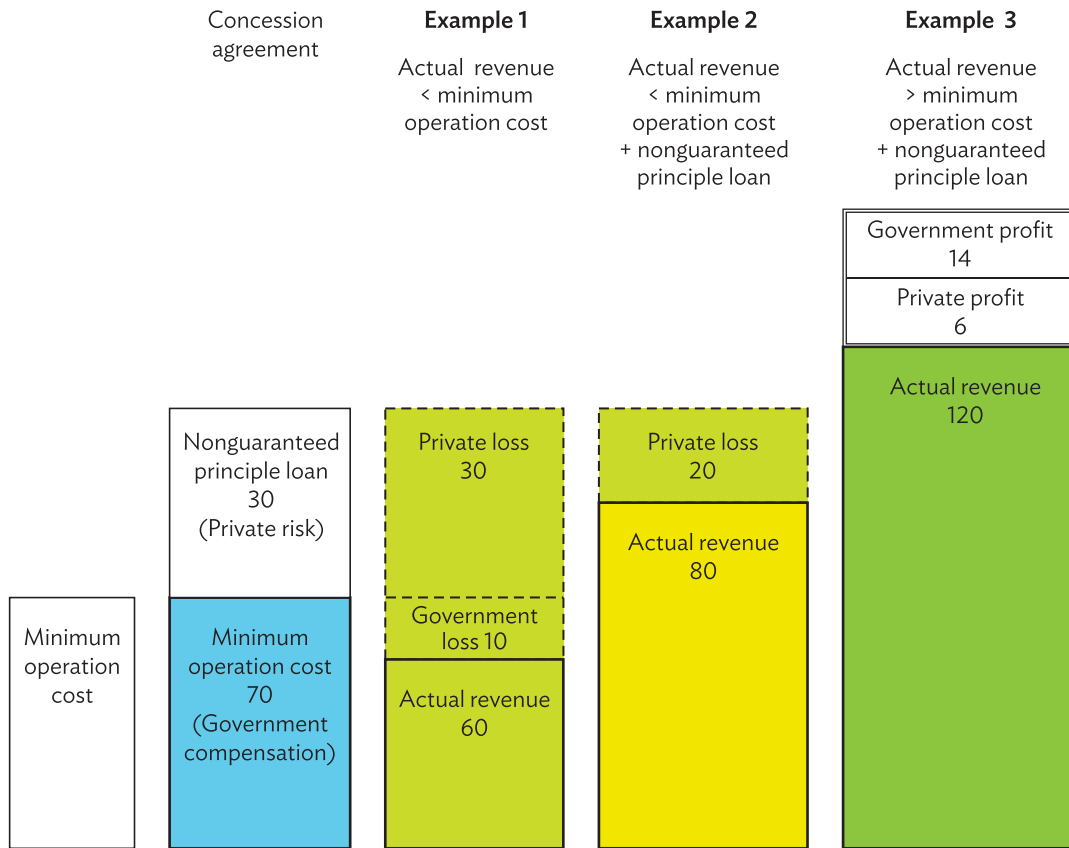 Concession
agreement
Example 1
Actual revenue
< minimum
operation cost
Example 2
Actual revenue
< minimum
operation cost
+ nonguaranteed
principle loan
Example 3
Actual revenue
> minimum
operation cost
+ nonguaranteed
principle loan
Minimum
operation
cost
Nonguaranteed
principle loan
30
(Private risk)
Minimum
operation cost
70
(Government
compensation)
Private loss
30
Government
loss 10
Actual revenue
60
Private loss
20
Actual revenue
80
Government profit
14
Private profit
6
Actual revenue
120